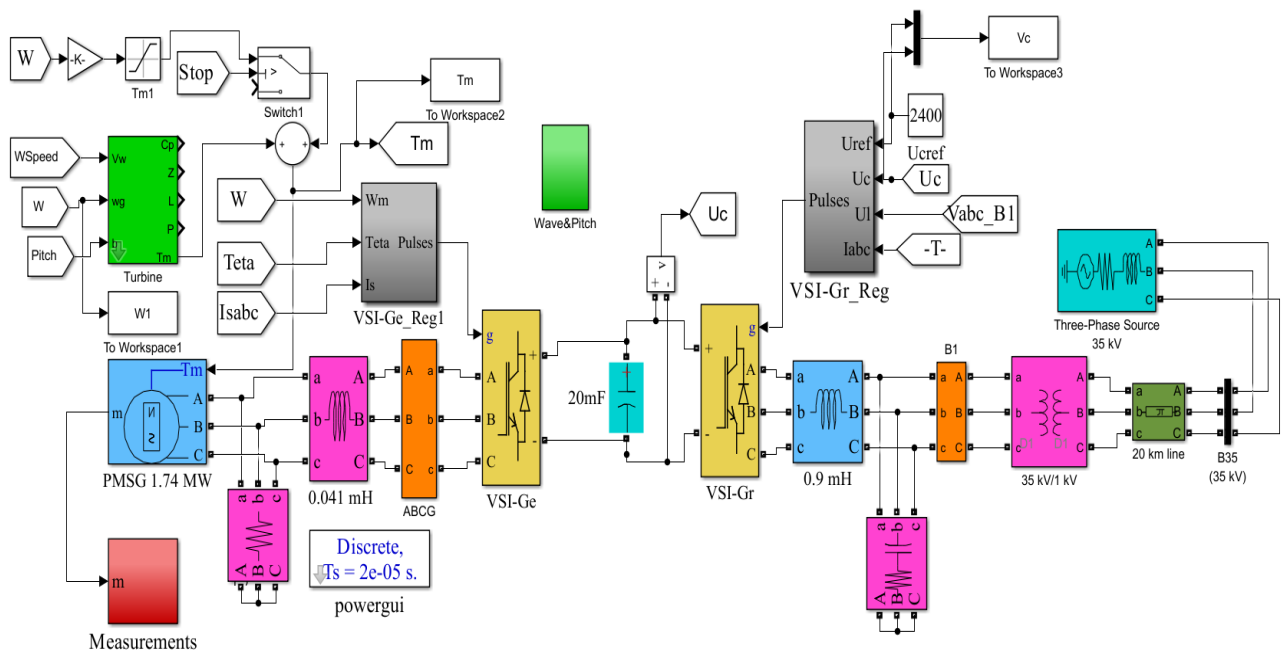 W
-K-
Tm1
Stop
>
Switch1
Tm
To Workspace2
+ +
Tm
WSpeed
W
Pitch
Vw
wg
b
Cp
Z
L
P
Tm
Turbine
W1
To Workspace1
W
Teta
Isabc
Wm
Teta
Is
Pulses
VSI-Ge_Reg1
Wave&Pitch
Uc
+ v
-
Vc
To Workspace3
2400
Ucref
Uref
Uc
Ul
Iabc
Pulses
VSI-Gr_Reg
Uc
Vabc_B1
-T-
A
B
C
Three-Phase Source
35 kV
Tm
m
N
S
A
B
C
PMSG 1.74 MW
a A
b B
c C
0.041 mH
A a
B b
C c
ABCG
g
A
B
C
+
-
VSI-Ge
+
20mF
g
+
-
A
B
C
VSI-Gr
a A
b B
c C
0.9 mH
B1
a A
b B
c C
a A
b B
c C
D1 D1
35 kV/1 kV
a A
b π B
c C
20 km line
B35
(35 kV)
a b c
A B C
a b c
A B C
Discrete,
Ts = 2e-05 s.
powergui
m
Measurements